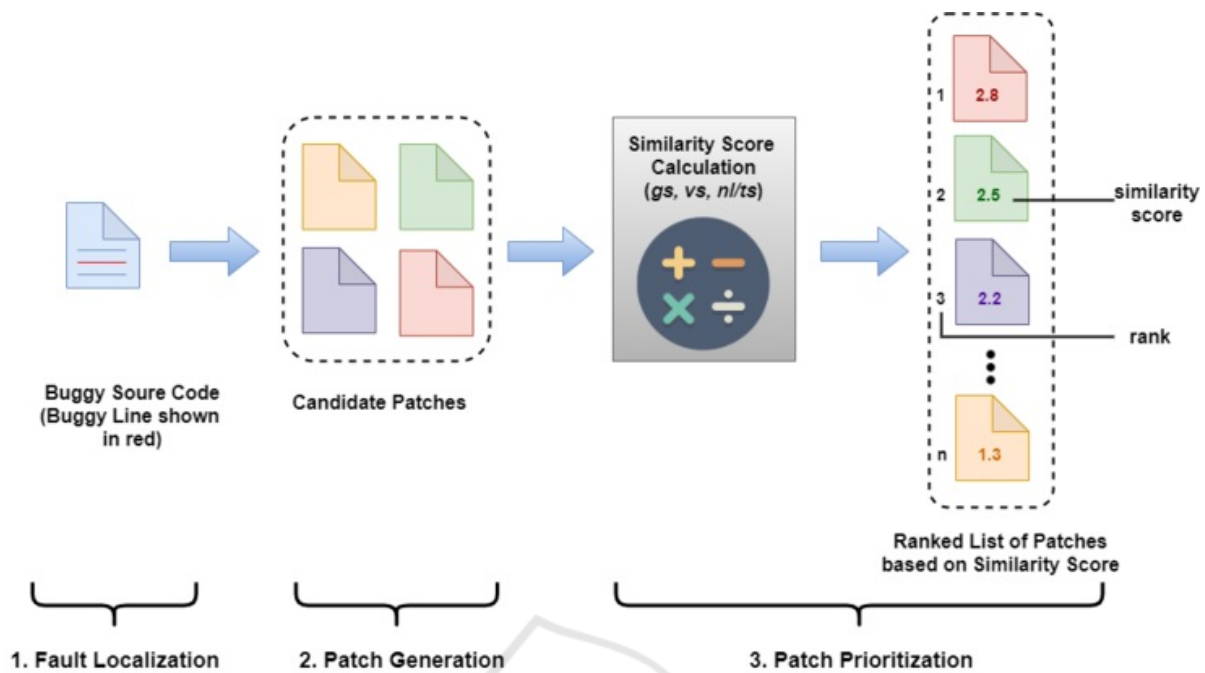 Buggy Soure Code
(Buggy Line shown
in red)
Candidate Patches
Similarity Score
Calculation
(gs, vs, nl/ts)
1
2.8
2
2.5
similarity
score
3
2.2
rank
n
1.3
Ranked List of Patches
based on Similarity Score
1. Fault Localization
2. Patch Generation
3. Patch Prioritization